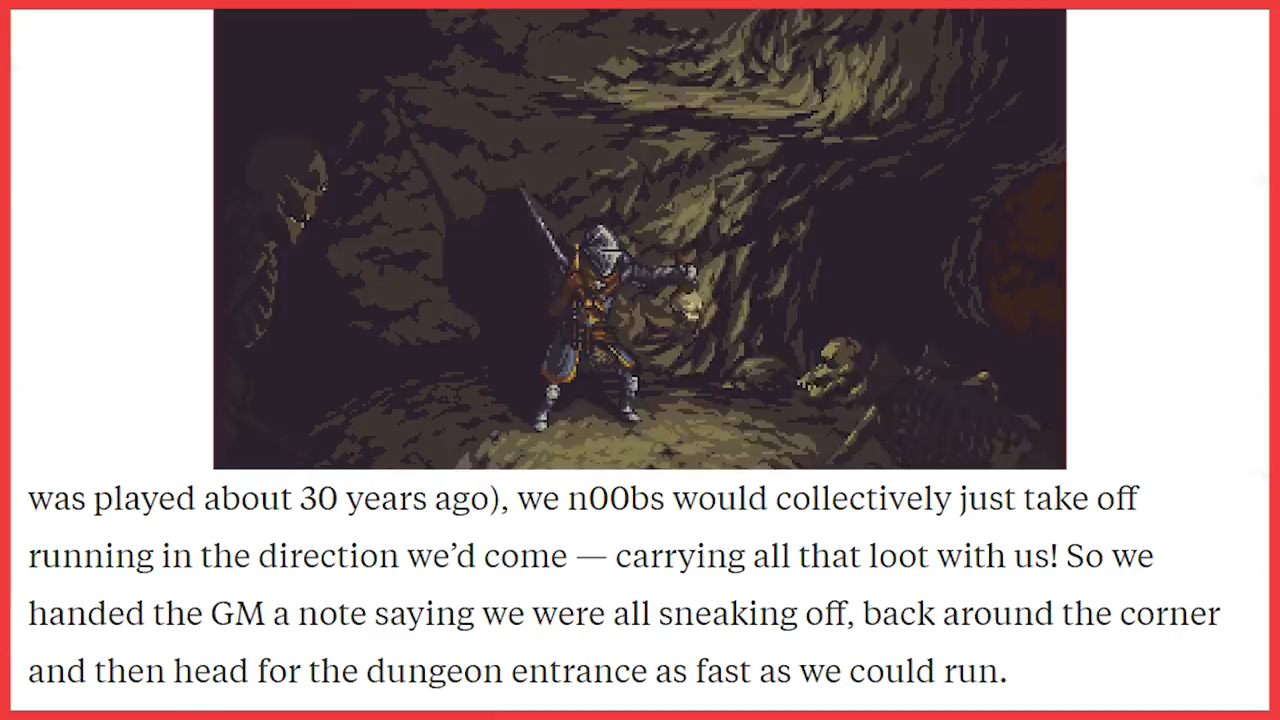 was played about 30 years ago), we n00bs would collectively just take off
running in the direction we’d come — carrying all that loot with us! So we
handed the GM a note saying we were all sneaking off, back around the corner
and then head for the dungeon entrance as fast as we could run.